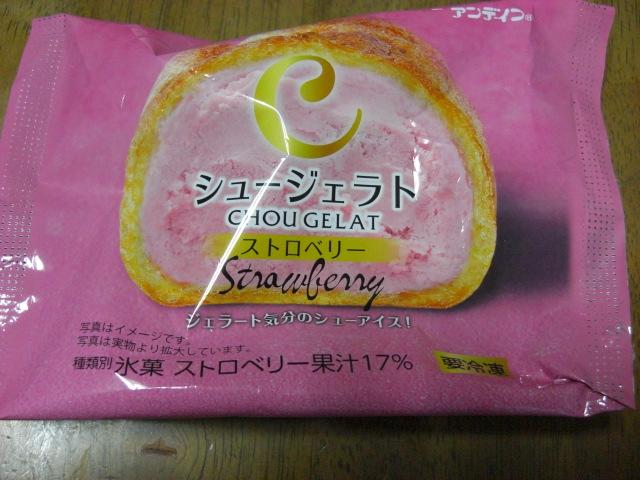 アンデイコ®
C
シュージェラト
CHOU GELAT
ストロベリー
Strawberry
ジェラート気分のシューアイス!
写真はイメージです。
写真は実物より拡大しています。
種類別 氷菓 ストロベリー果汁17% 要冷凍